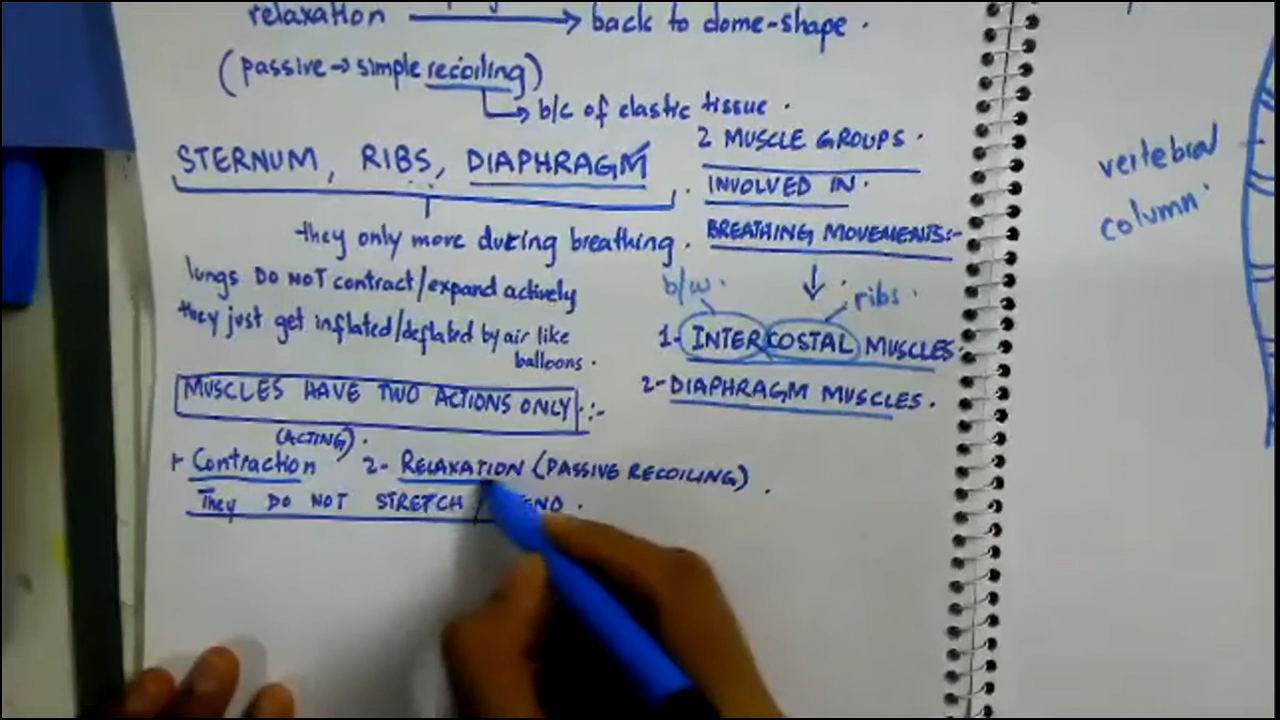 relaxation → back to dome-shape.
(passive → simple recoiling)
↳ b/c of elastic tissue.
STERNUM, RIBS, DIAPHRAGM
they only move during breathing.
lungs DO NOT contract/expand actively
they just get inflated/deflated by air like
balloons.
MUSCLES HAVE TWO ACTIONS ONLY :-
(ACTING).
1- Contraction 2- RELAXATION (PASSIVE RECOILING).
They DO NOT STRETCH /
2 MUSCLE GROUPS.
INVOLVED IN.
BREATHING MOVEMENTS:-
b/w. ribs.
1- INTERCOSTAL MUSCLES.
2- DIAPHRAGM MUSCLES.
vertebral
column